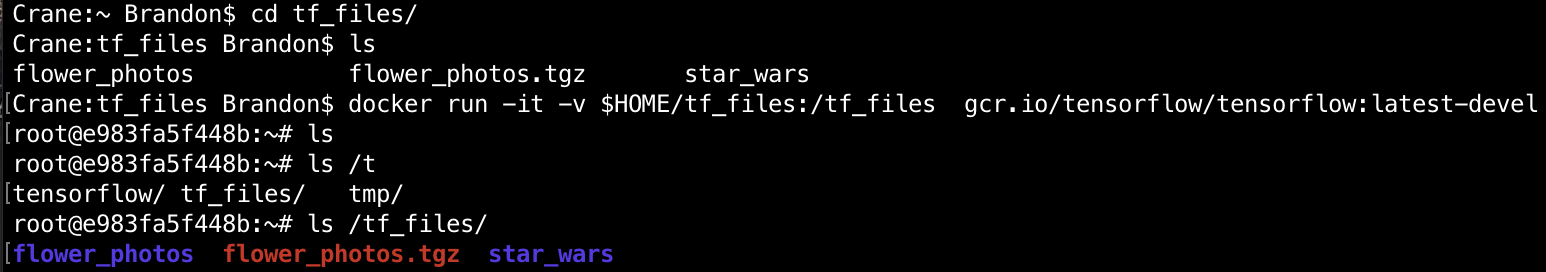 Crane:~ Brandon$ cd tf_files/
Crane:tf_files Brandon$ ls
flower_photos flower_photos.tgz star_wars
[Crane:tf_files Brandon$ docker run -it -v $HOME/tf_files:/tf_files  gcr.io/tensorflow/tensorflow:latest-devel
[root@e983fa5f448b:~# ls
root@e983fa5f448b:~# ls /t
[tensorflow/ tf_files/   tmp/
root@e983fa5f448b:~# ls /tf_files/
[flower_photos  flower_photos.tgz  star_wars